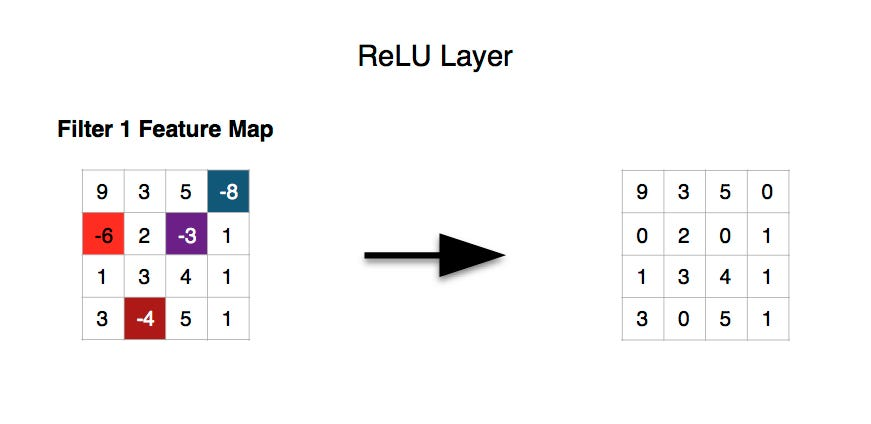 ReLU Layer
Filter 1 Feature Map
9 3 5 -8
-6 2 -3 1
1 3 4 1
3 -4 5 1
9 3 5 0
0 2 0 1
1 3 4 1
3 0 5 1